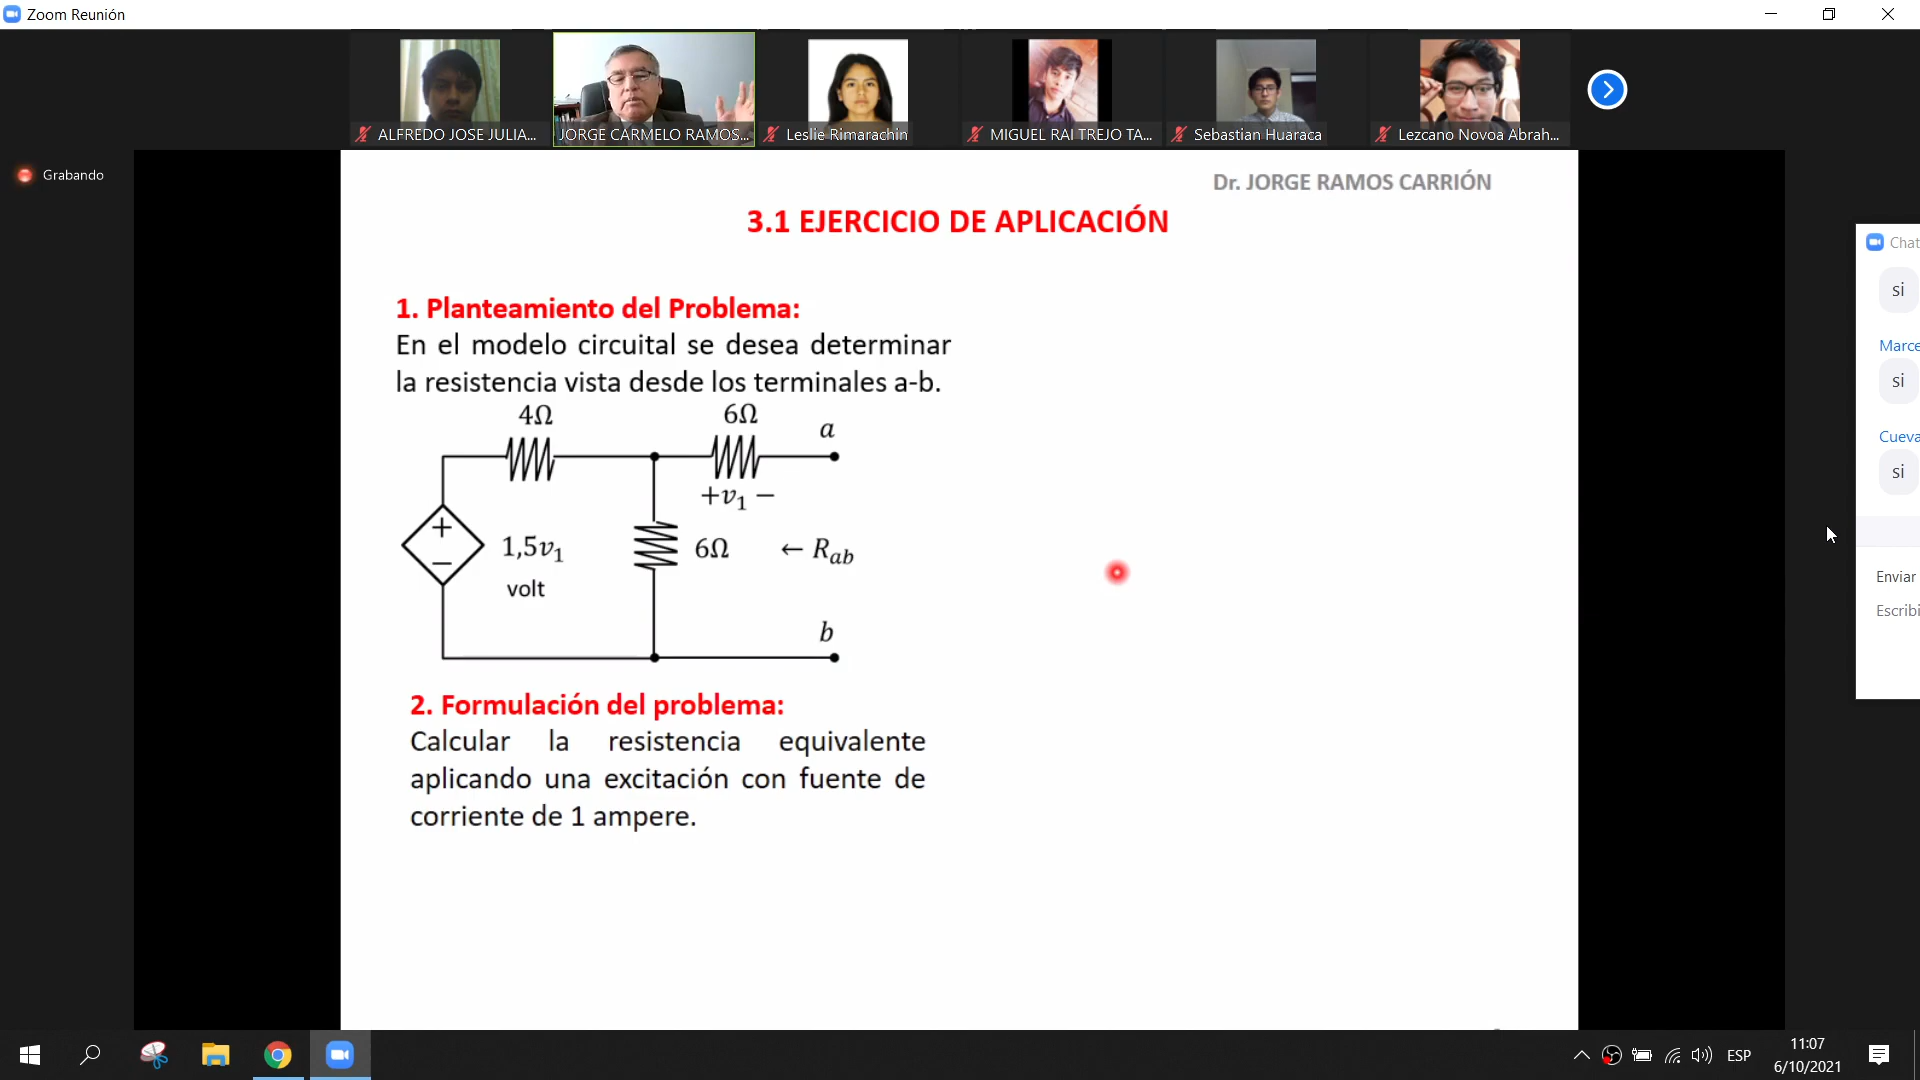 Zoom Reunión
ALFREDO JOSE JULIA...
JORGE CARMELO RAMOS...
Leslie Rimarachin
MIGUEL RAI TREJO TA...
Sebastian Huaraca
Lezcano Novoa Abrah...
Grabando
Dr. JORGE RAMOS CARRIÓN
3.1 EJERCICIO DE APLICACIÓN
1. Planteamiento del Problema:
En el modelo circuital se desea determinar
la resistencia vista desde los terminales a-b.
4Ω
6Ω
a
+v₁ −
+
−
1,5v₁
volt
6Ω
← R_ab
b
2. Formulación del problema:
Calcular la resistencia equivalente
aplicando una excitación con fuente de
corriente de 1 ampere.
Chat
si
Marce
si
Cueva
si
Enviar
Escribi
ESP
11:07
6/10/2021